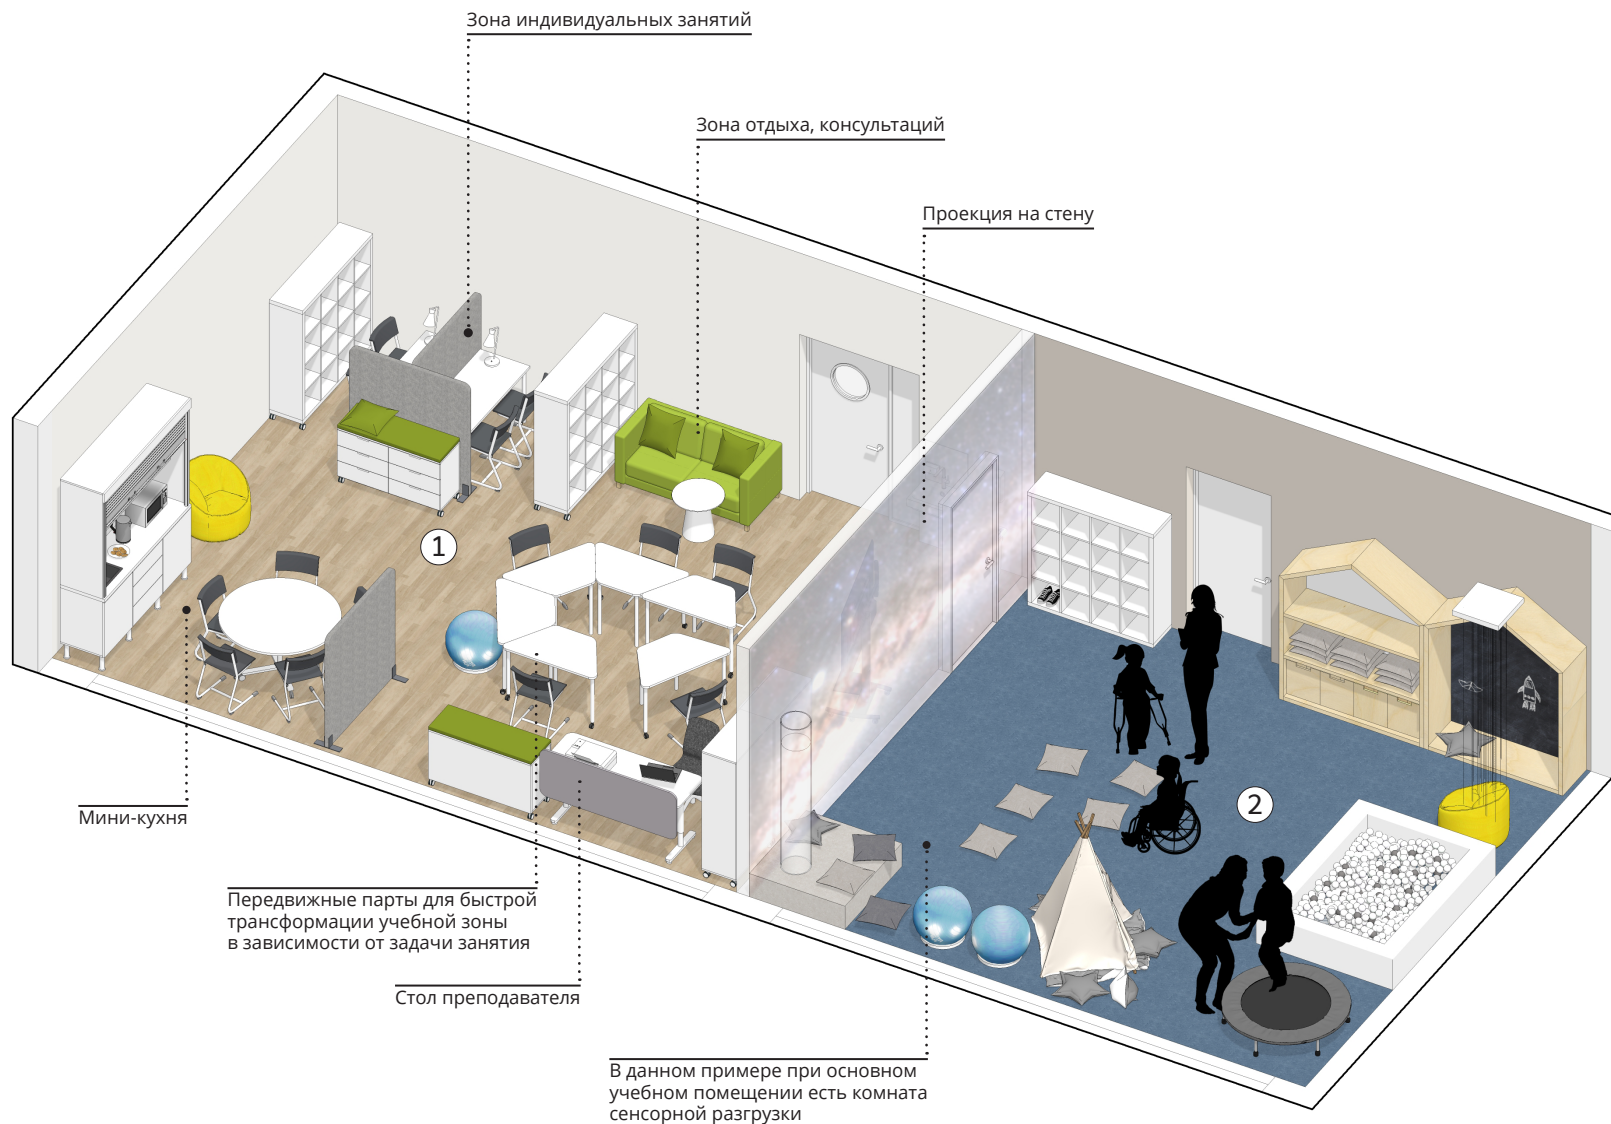 Зона индивидуальных занятий
Зона отдыха, консультаций
Проекция на стену
1
2
Мини-кухня
Передвижные парты для быстрой
трансформации учебной зоны
в зависимости от задачи занятия
Стол преподавателя
В данном примере при основном
учебном помещении есть комната
сенсорной разгрузки